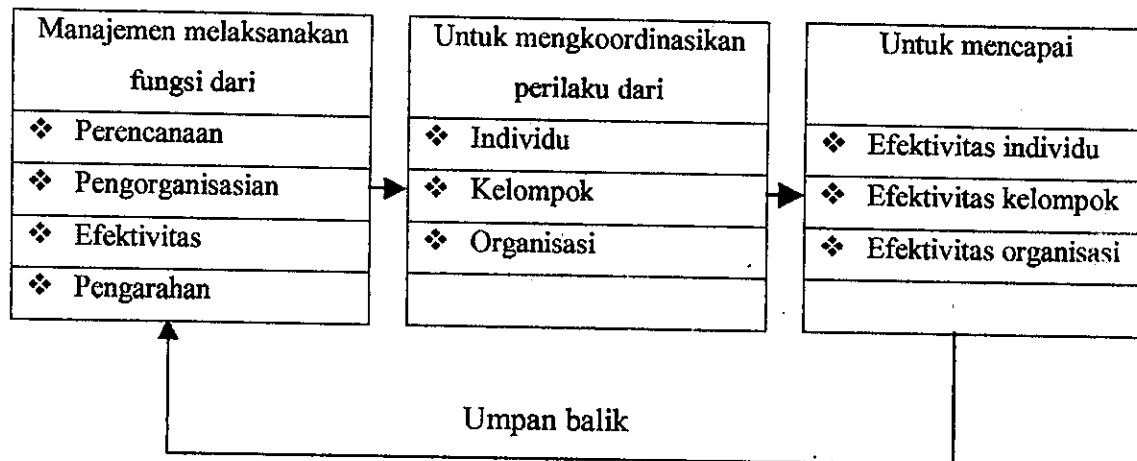 Manajemen melaksanakan
fungsi dari
❖ Perencanaan
❖ Pengorganisasian
❖ Efektivitas
❖ Pengarahan
Untuk mengkoordinasikan
perilaku dari
❖ Individu
❖ Kelompok
❖ Organisasi
Untuk mencapai
❖ Efektivitas individu
❖ Efektivitas kelompok
❖ Efektivitas organisasi
Umpan balik